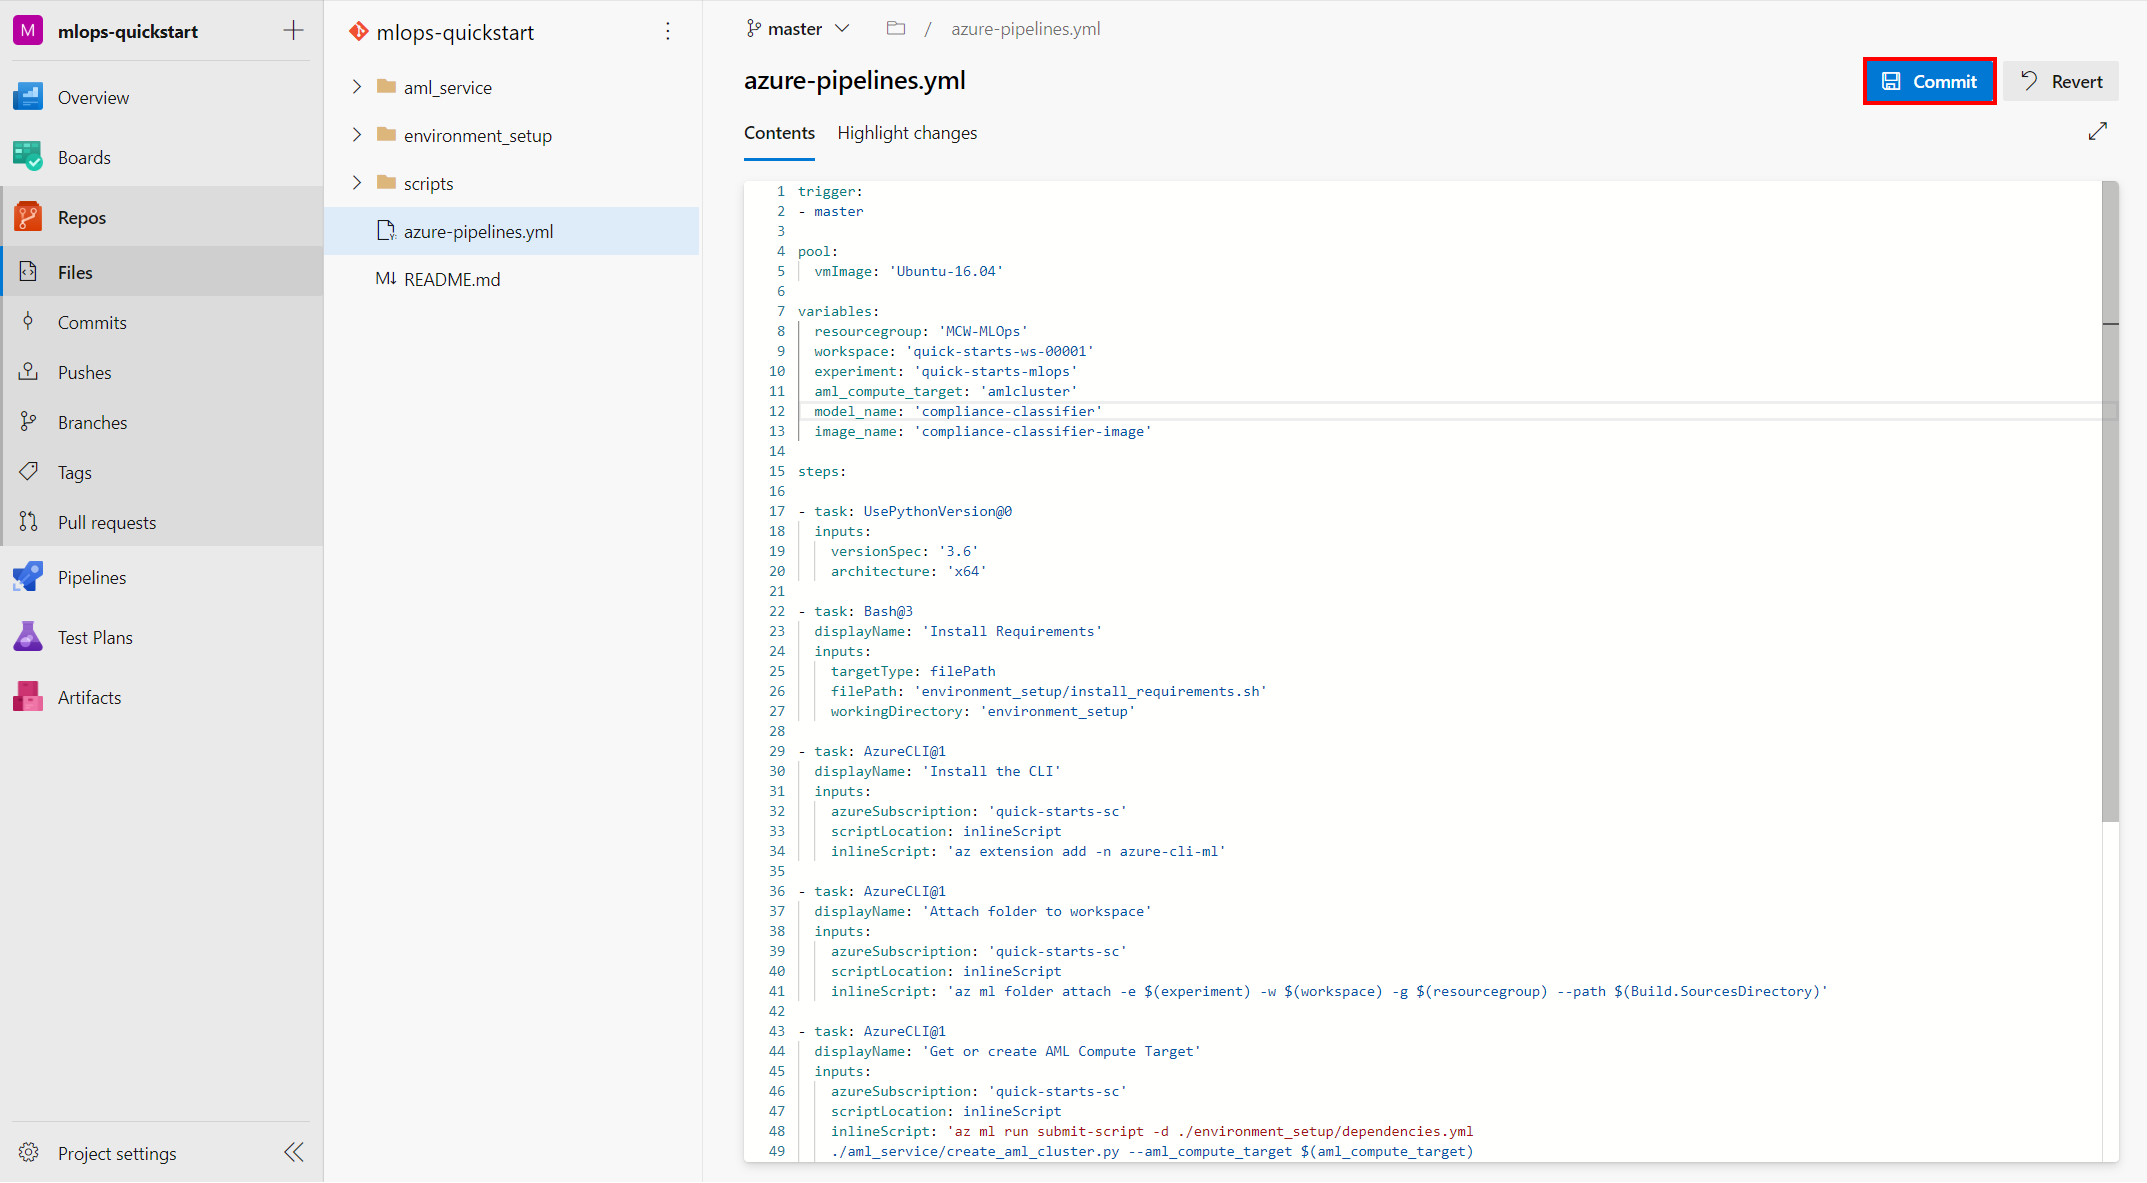 M mlops-quickstart
Overview
Boards
Repos
Files
Commits
Pushes
Branches
Tags
Pull requests
Pipelines
Test Plans
Artifacts
Project settings
mlops-quickstart
aml_service
environment_setup
scripts
azure-pipelines.yml
M↓ README.md
master / azure-pipelines.yml
azure-pipelines.yml
Commit Revert
Contents Highlight changes
1 trigger:
2 - master
3
4 pool:
5 vmImage: 'Ubuntu-16.04'
6
7 variables:
8 resourcegroup: 'MCW-MLOps'
9 workspace: 'quick-starts-ws-00001'
10 experiment: 'quick-starts-mlops'
11 aml_compute_target: 'amlcluster'
12 model_name: 'compliance-classifier'
13 image_name: 'compliance-classifier-image'
14
15 steps:
16
17 - task: UsePythonVersion@0
18 inputs:
19 versionSpec: '3.6'
20 architecture: 'x64'
21
22 - task: Bash@3
23 displayName: 'Install Requirements'
24 inputs:
25 targetType: filePath
26 filePath: 'environment_setup/install_requirements.sh'
27 workingDirectory: 'environment_setup'
28
29 - task: AzureCLI@1
30 displayName: 'Install the CLI'
31 inputs:
32 azureSubscription: 'quick-starts-sc'
33 scriptLocation: inlineScript
34 inlineScript: 'az extension add -n azure-cli-ml'
35
36 - task: AzureCLI@1
37 displayName: 'Attach folder to workspace'
38 inputs:
39 azureSubscription: 'quick-starts-sc'
40 scriptLocation: inlineScript
41 inlineScript: 'az ml folder attach -e $(experiment) -w $(workspace) -g $(resourcegroup) --path $(Build.SourcesDirectory)'
42
43 - task: AzureCLI@1
44 displayName: 'Get or create AML Compute Target'
45 inputs:
46 azureSubscription: 'quick-starts-sc'
47 scriptLocation: inlineScript
48 inlineScript: 'az ml run submit-script -d ./environment_setup/dependencies.yml
49 ./aml_service/create_aml_cluster.py --aml_compute_target $(aml_compute_target)